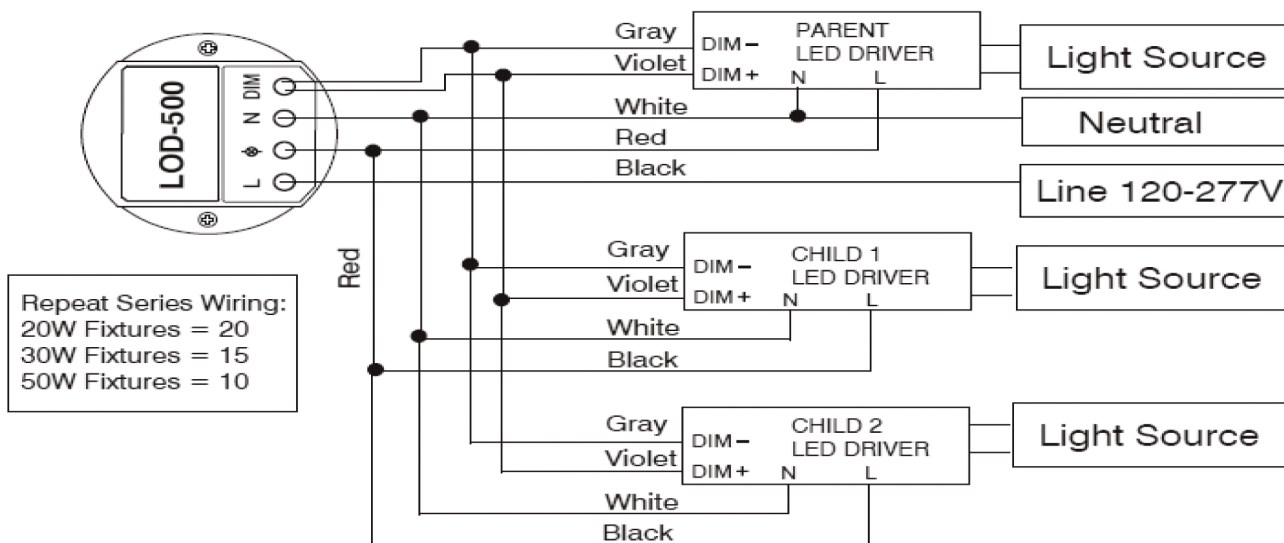 LOD-500
DIM
N
L
Gray
Violet
White
Red
Black
DIM-
DIM+
PARENT
LED DRIVER
N L
Light Source
Neutral
Line 120-277V
Red
Repeat Series Wiring:
20W Fixtures = 20
30W Fixtures = 15
50W Fixtures = 10
Gray
Violet
White
Black
DIM-
DIM+
CHILD 1
LED DRIVER
N L
Light Source
Gray
Violet
White
Black
DIM-
DIM+
CHILD 2
LED DRIVER
N L
Light Source